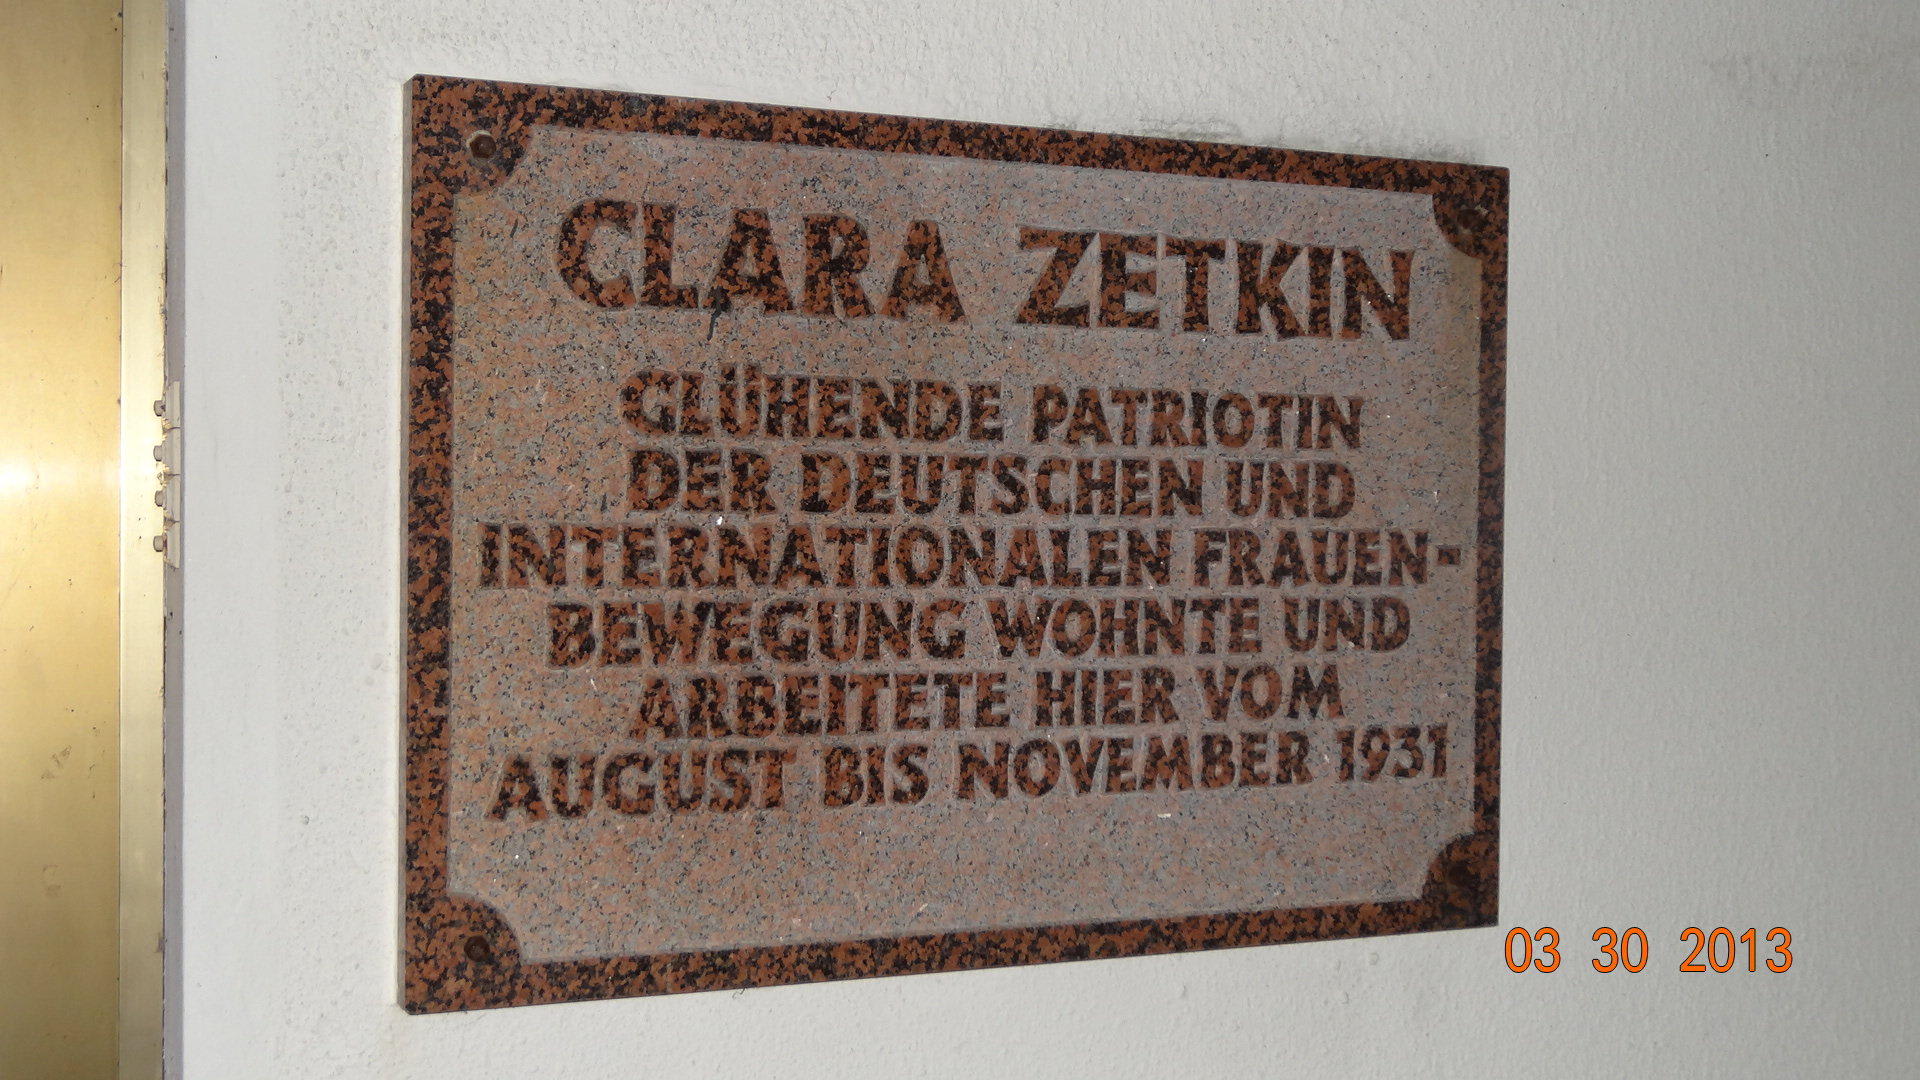 CLARA ZETKIN
GLÜHENDE PATRIOTIN
DER DEUTSCHEN UND
INTERNATIONALEN FRAUEN-
BEWEGUNG WOHNTE UND
ARBEITETE HIER VOM
AUGUST BIS NOVEMBER 1931
03 30 2013